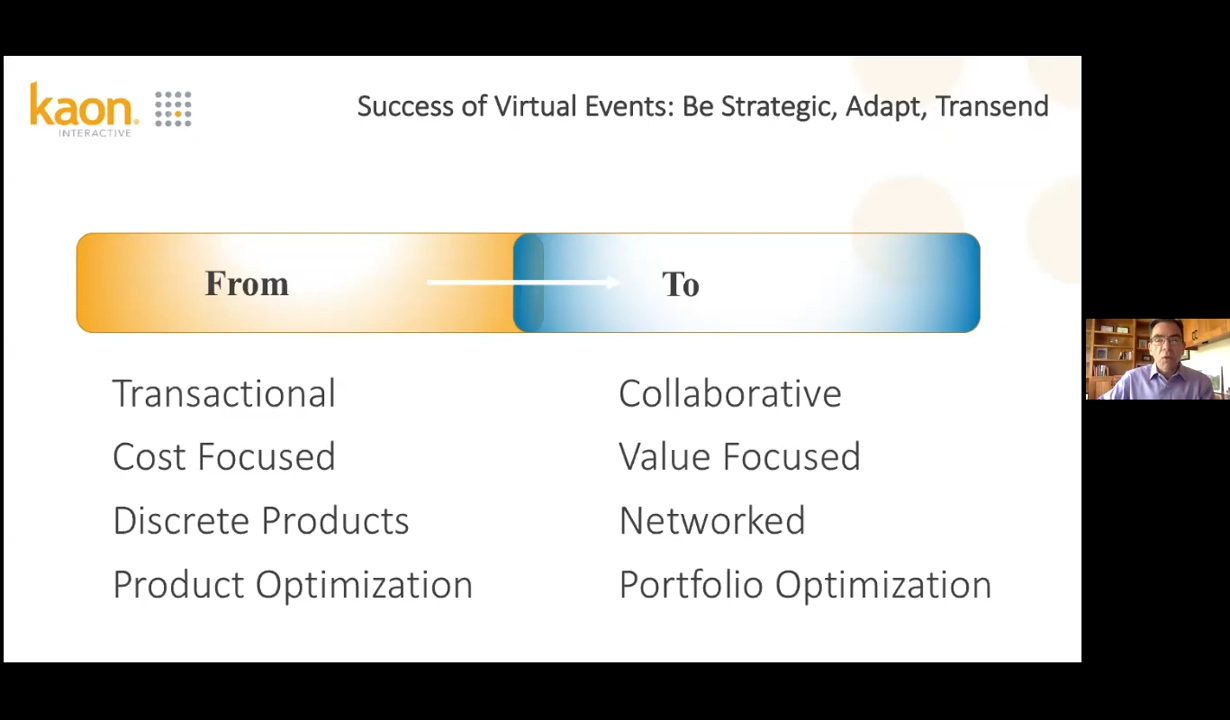 kaon
INTERACTIVE
Success of Virtual Events: Be Strategic, Adapt, Transend
From
To
Transactional
Collaborative
Cost Focused
Value Focused
Discrete Products
Networked
Product Optimization
Portfolio Optimization